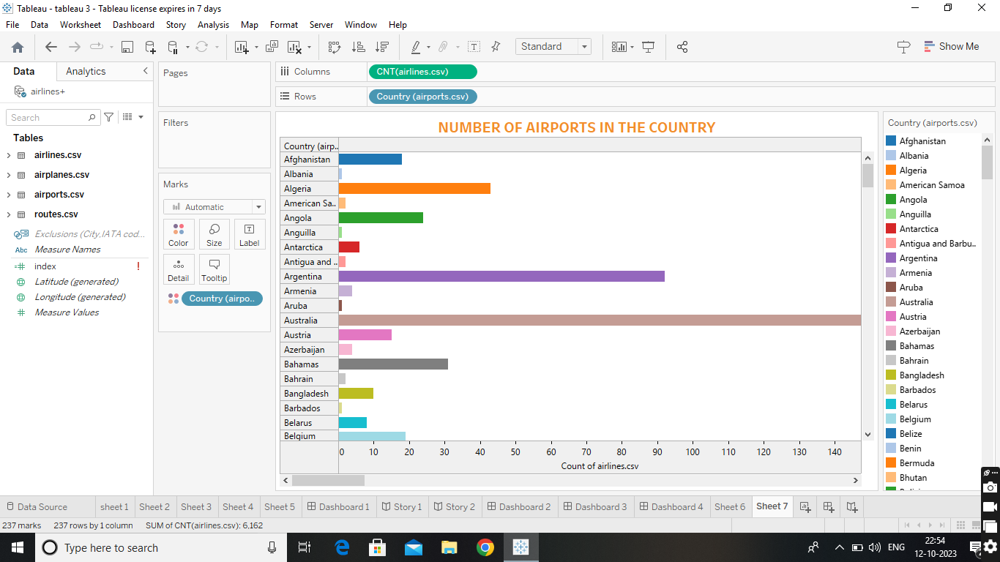 Tableau - tableau 3 - Tableau license expires in 7 days
File Data Worksheet Dashboard Story Analysis Map Format Server Window Help
Standard
Show Me
Data Analytics
airlines+
Search
Tables
airlines.csv
airplanes.csv
airports.csv
routes.csv
Exclusions (City,IATA cod...
Abc Measure Names
index !
Latitude (generated)
Longitude (generated)
Measure Values
Pages
Filters
Marks
Automatic
Color Size Label
Detail Tooltip
Country (airpo..
Columns CNT(airlines.csv)
Rows Country (airports.csv)
NUMBER OF AIRPORTS IN THE COUNTRY
Country (airp..
Afghanistan
Albania
Algeria
American Sa..
Angola
Anguilla
Antarctica
Antigua and ..
Argentina
Armenia
Aruba
Australia
Austria
Azerbaijan
Bahamas
Bahrain
Bangladesh
Barbados
Belarus
Belgium
0 10 20 30 40 50 60 70 80 90 100 110 120 130 140
Count of airlines.csv
Country (airports.csv)
Afghanistan
Albania
Algeria
American Samoa
Angola
Anguilla
Antarctica
Antigua and Barbu..
Argentina
Armenia
Aruba
Australia
Austria
Azerbaijan
Bahamas
Bahrain
Bangladesh
Barbados
Belarus
Belgium
Belize
Benin
Bermuda
Bhutan
Data Source sheet 1 Sheet 2 Sheet 3 Sheet 4 Sheet 5 Dashboard 1 Story 1 Story 2 Dashboard 2 Dashboard 3 Dashboard 4 Sheet 6 Sheet 7
237 marks 237 rows by 1 column SUM of CNT(airlines.csv): 6,162
Type here to search
ENG
22:54
12-10-2023